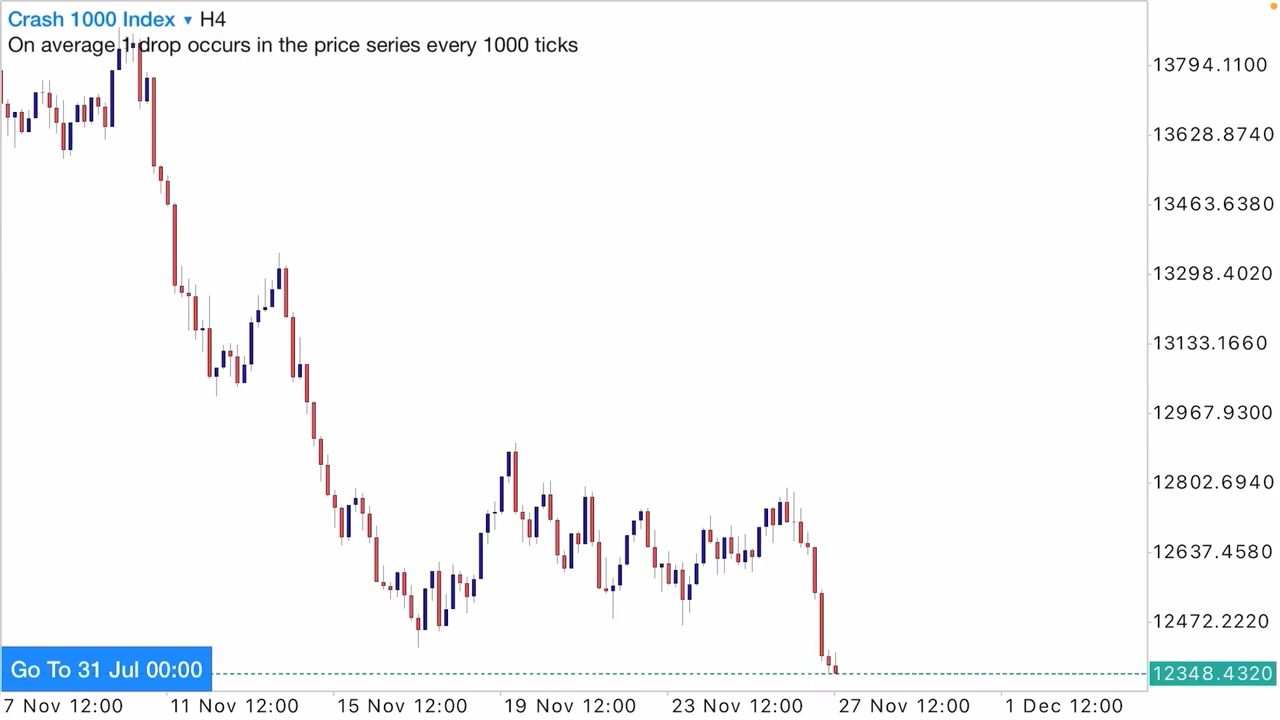 Crash 1000 Index ▾ H4
On average 1 drop occurs in the price series every 1000 ticks
13794.1100
13628.8740
13463.6380
13298.4020
13133.1660
12967.9300
12802.6940
12637.4580
12472.2220
12348.4320
Go To 31 Jul 00:00
7 Nov 12:00 11 Nov 12:00 15 Nov 12:00 19 Nov 12:00 23 Nov 12:00 27 Nov 12:00 1 Dec 12:00